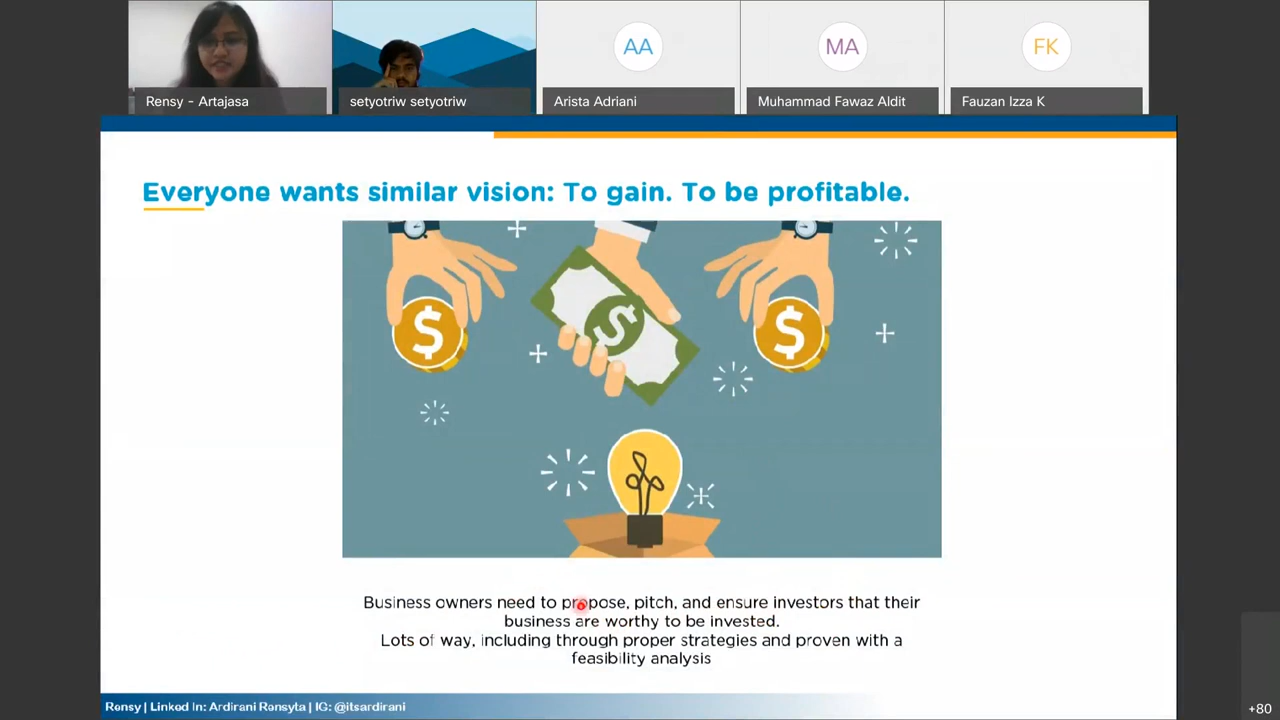 AA
MA
FK
Rensy - Artajasa
setyotriw setyotriw
Arista Adriani
Muhammad Fawaz Aldit
Fauzan Izza K
Everyone wants similar vision: To gain. To be profitable.
$
$
$
Business owners need to propose, pitch, and ensure investors that their
business are worthy to be invested.
Lots of way, including through proper strategies and proven with a
feasibility analysis
Rensy | Linked In: Ardirani Rensyta | IG: @itsardirani
+80